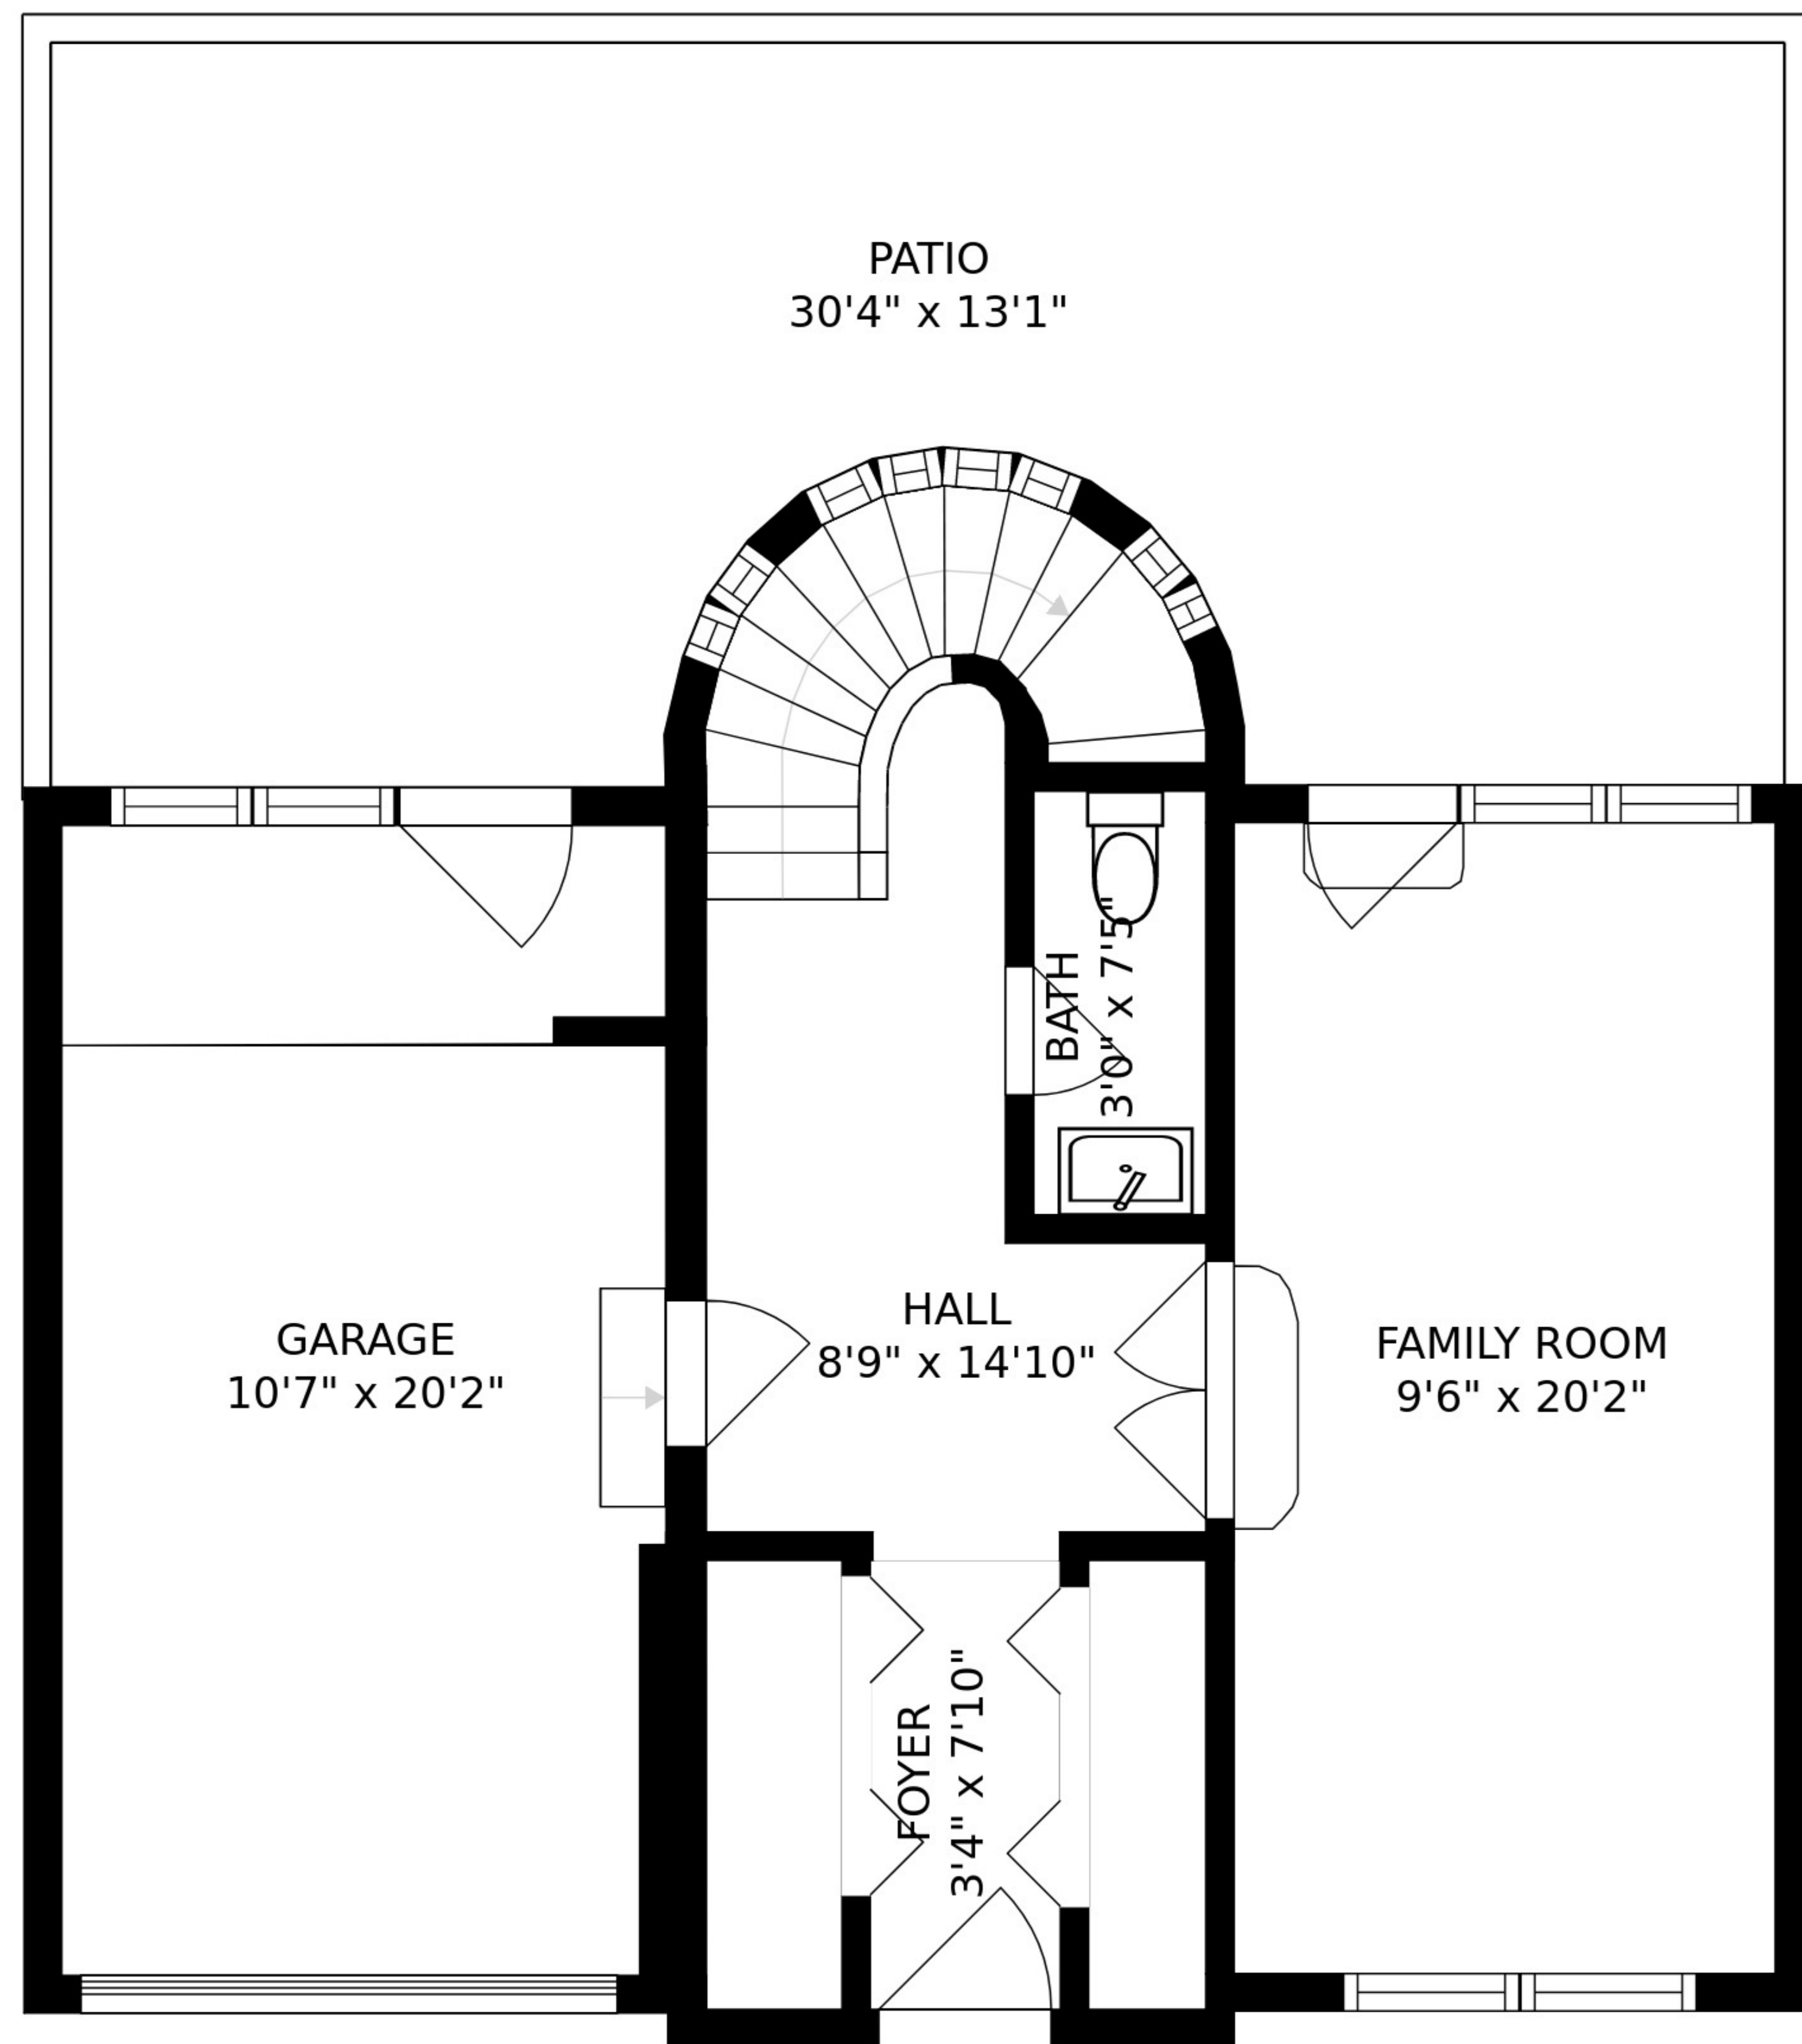 PATIO
30'4" x 13'1"
BATH
3'0" x 7'5"
GARAGE
10'7" x 20'2"
HALL
8'9" x 14'10"
FAMILY ROOM
9'6" x 20'2"
FOYER
3'4" x 7'10"